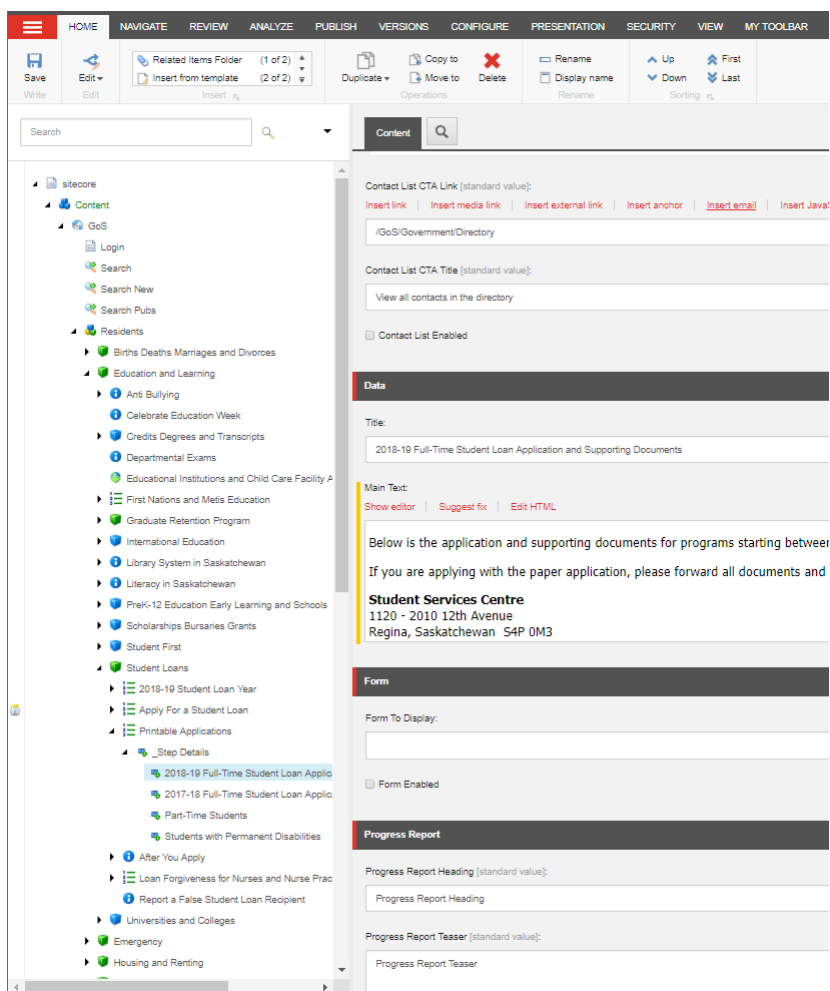 HOME NAVIGATE REVIEW ANALYZE PUBLISH VERSIONS CONFIGURE PRESENTATION SECURITY VIEW MY TOOLBAR
Save
Write
Edit
Edit
Related Items Folder (1 of 2)
Insert from template (2 of 2)
Insert
Duplicate
Copy to
Move to
Delete
Operations
Rename
Display name
Rename
Up First
Down Last
Sorting
Search
sitecore
Content
GoS
Login
Search
Search New
Search Pubs
Residents
Births Deaths Marriages and Divorces
Education and Learning
Anti Bullying
Celebrate Education Week
Credits Degrees and Transcripts
Departmental Exams
Educational Institutions and Child Care Facility A
First Nations and Metis Education
Graduate Retention Program
International Education
Library System in Saskatchewan
Literacy in Saskatchewan
PreK-12 Education Early Learning and Schools
Scholarships Bursaries Grants
Student First
Student Loans
2018-19 Student Loan Year
Apply For a Student Loan
Printable Applications
_Step Details
2018-19 Full-Time Student Loan Applic
2017-18 Full-Time Student Loan Applic
Part-Time Students
Students with Permanent Disabilities
After You Apply
Loan Forgiveness for Nurses and Nurse Prac
Report a False Student Loan Recipient
Universities and Colleges
Emergency
Housing and Renting
Content
Contact List CTA Link [standard value]:
Insert link Insert media link Insert external link Insert anchor Insert email Insert JavaS
/GoS/Government/Directory
Contact List CTA Title [standard value]:
View all contacts in the directory
Contact List Enabled
Data
Title:
2018-19 Full-Time Student Loan Application and Supporting Documents
Main Text:
Show editor Suggest fix Edit HTML
Below is the application and supporting documents for programs starting between
If you are applying with the paper application, please forward all documents and
Student Services Centre
1120 - 2010 12th Avenue
Regina, Saskatchewan S4P 0M3
Form
Form To Display:
Form Enabled
Progress Report
Progress Report Heading [standard value]:
Progress Report Heading
Progress Report Teaser [standard value]:
Progress Report Teaser